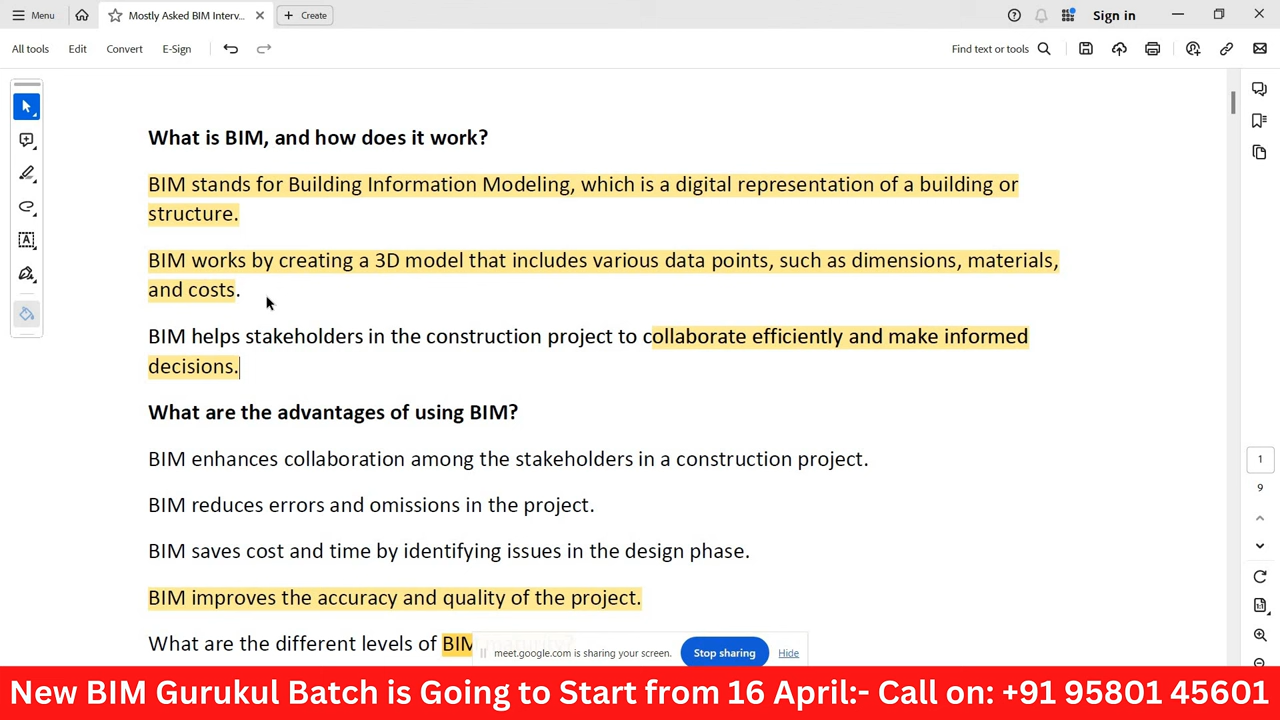 Menu
Mostly Asked BIM Interv...
Create
Sign in
All tools
Edit
Convert
E-Sign
Find text or tools
What is BIM, and how does it work?
BIM stands for Building Information Modeling, which is a digital representation of a building or
structure.
BIM works by creating a 3D model that includes various data points, such as dimensions, materials,
and costs.
BIM helps stakeholders in the construction project to collaborate efficiently and make informed
decisions.
What are the advantages of using BIM?
BIM enhances collaboration among the stakeholders in a construction project.
BIM reduces errors and omissions in the project.
BIM saves cost and time by identifying issues in the design phase.
BIM improves the accuracy and quality of the project.
What are the different levels of BIM maturity?
1
9
meet.google.com is sharing your screen.
Stop sharing
Hide
New BIM Gurukul Batch is Going to Start from 16 April:- Call on: +91 95801 45601